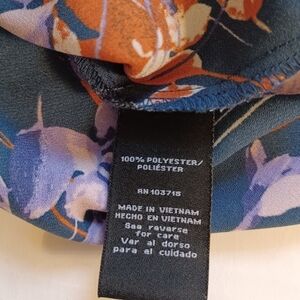 100% POLYESTER/
POLIÉSTER
RN 103715
MADE IN VIETNAM
HECHO EN VIETNAM
See reverse
for care
Ver al dorso
para el cuidado